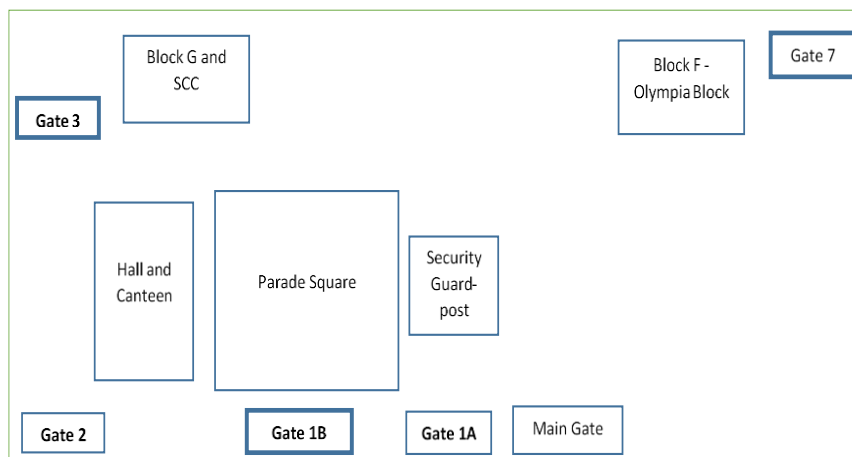 Block G and
SCC
Block F -
Olympia Block
Gate 7
Gate 3
Hall and
Canteen
Parade Square
Security
Guard-
post
Gate 2
Gate 1B
Gate 1A
Main Gate